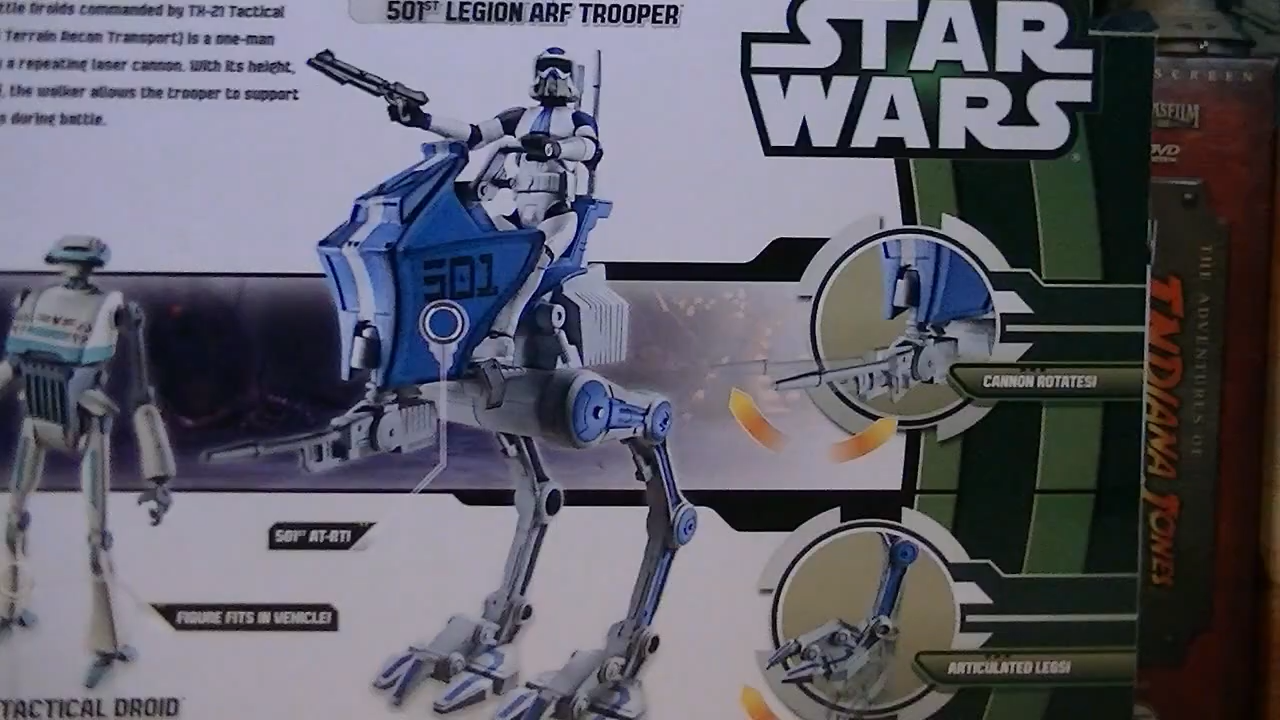 ttle Droids commanded by TX-21 Tactical
Terrain Recon Transport) is a one-man
a repeating laser cannon. With its height,
, the walker allows the trooper to support
s during battle.
501ST LEGION ARF TROOPER
STAR
WARS
501
CANNON ROTATES!
501ST AT-RT!
FIGURE FITS IN VEHICLE!
ARTICULATED LEGS!
TACTICAL DROID
SCREEN
ASFILM
DVD
THE ADVENTURES OF
INDIANA JONES